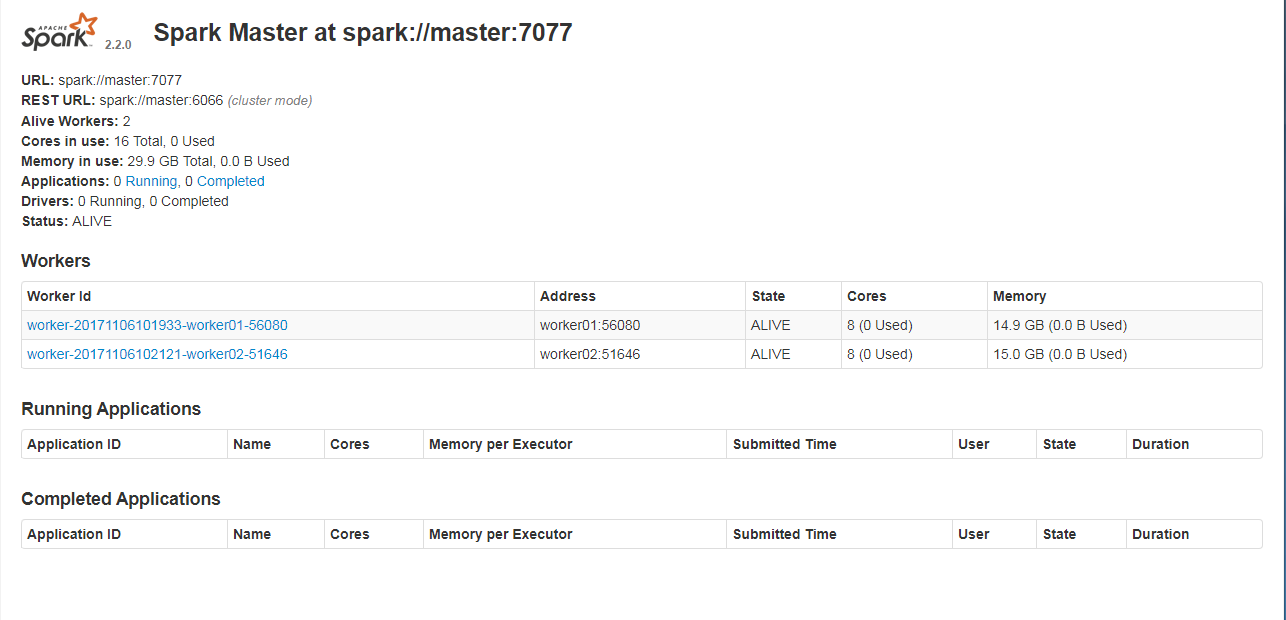 APACHE
Spark 2.2.0 Spark Master at spark://master:7077
URL: spark://master:7077
REST URL: spark://master:6066 (cluster mode)
Alive Workers: 2
Cores in use: 16 Total, 0 Used
Memory in use: 29.9 GB Total, 0.0 B Used
Applications: 0 Running, 0 Completed
Drivers: 0 Running, 0 Completed
Status: ALIVE
Workers
Worker Id Address State Cores Memory
worker-20171106101933-worker01-56080 worker01:56080 ALIVE 8 (0 Used) 14.9 GB (0.0 B Used)
worker-20171106102121-worker02-51646 worker02:51646 ALIVE 8 (0 Used) 15.0 GB (0.0 B Used)
Running Applications
Application ID Name Cores Memory per Executor Submitted Time User State Duration
Completed Applications
Application ID Name Cores Memory per Executor Submitted Time User State Duration